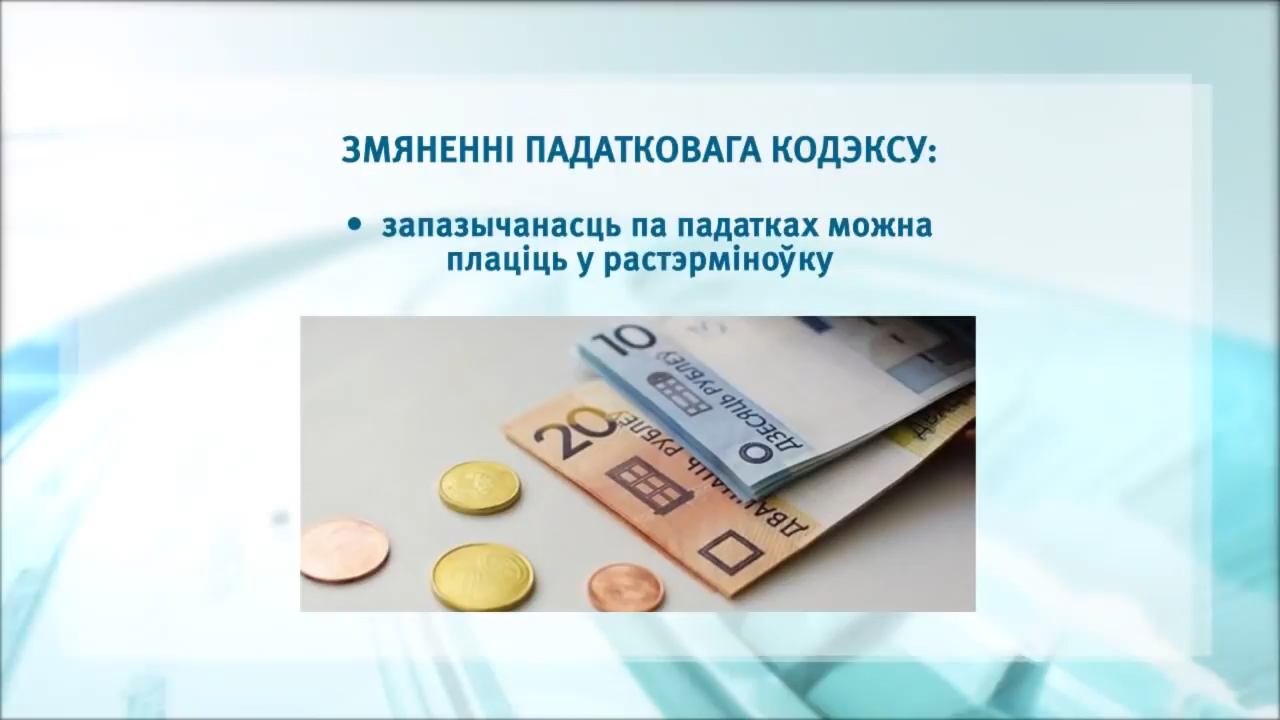 ЗМЯНЕННІ ПАДАТКОВАГА КОДЭКСУ:
• запазычанасць па падатках можна
плаціць у растэрміноўку
10
ДЗЕСЯЦЬ РУБЛЁЎ
20
ДВАЦЦАЦЬ РУБЛЁЎ